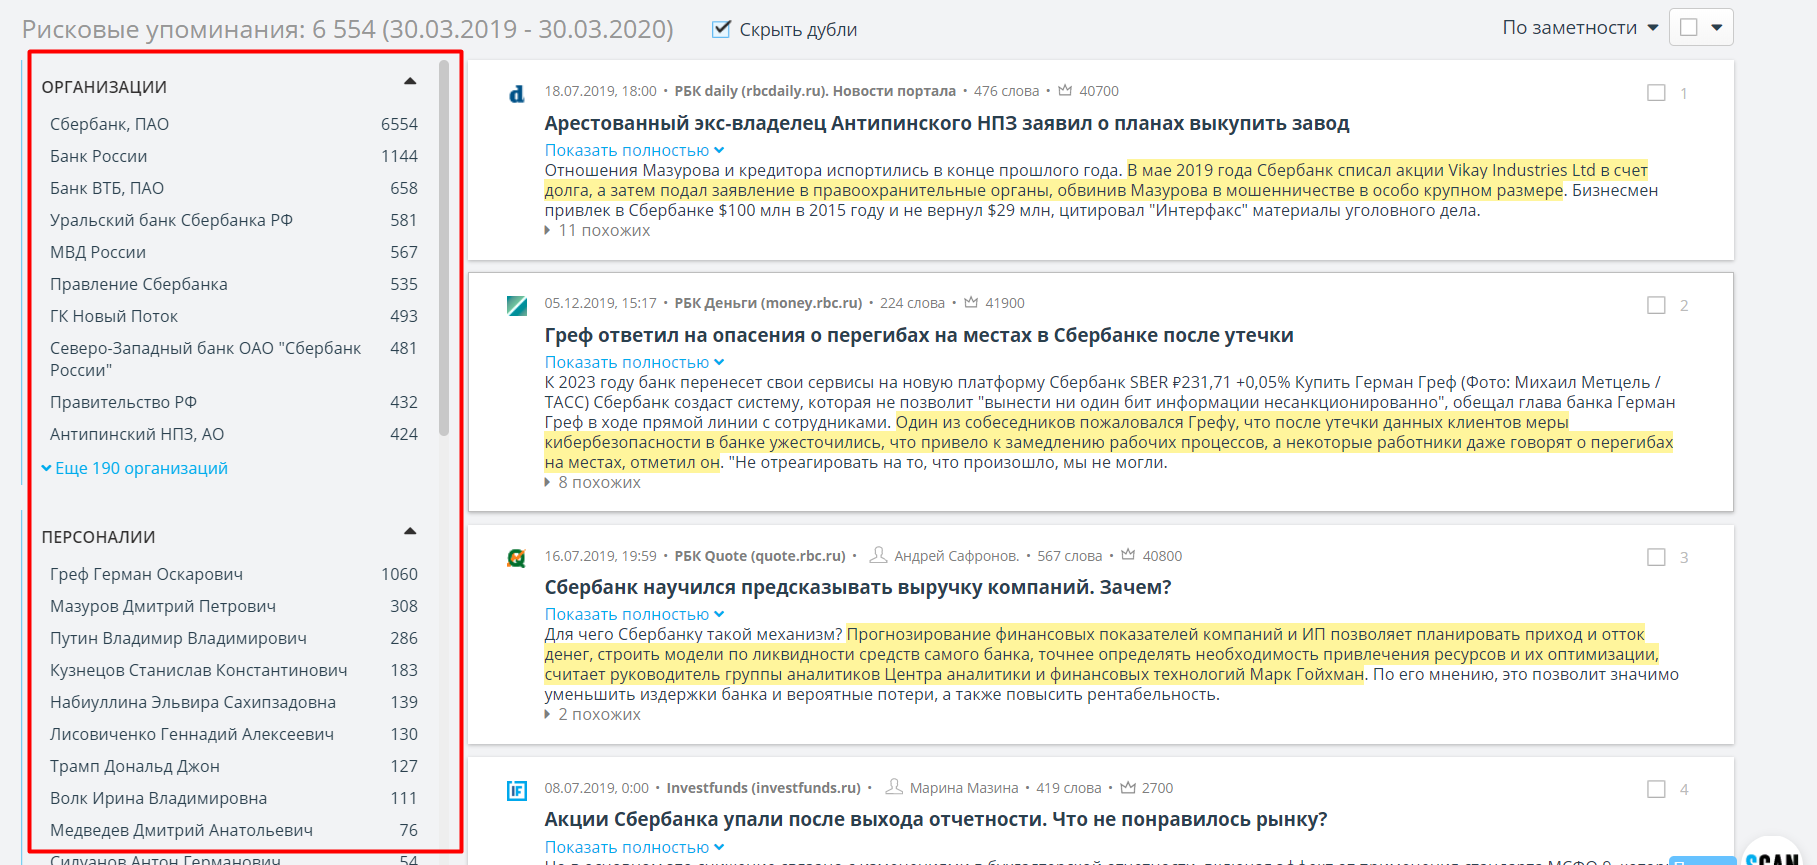 Рисковые упоминания: 6 554 (30.03.2019 - 30.03.2020)
Скрыть дубли
По заметности
ОРГАНИЗАЦИИ
Сбербанк, ПАО 6554
Банк России 1144
Банк ВТБ, ПАО 658
Уральский банк Сбербанка РФ 581
МВД России 567
Правление Сбербанка 535
ГК Новый Поток 493
Северо-Западный банк ОАО "Сбербанк 481
России"
Правительство РФ 432
Антипинский НПЗ, АО 424
Еще 190 организаций
ПЕРСОНАЛИИ
Греф Герман Оскарович 1060
Мазуров Дмитрий Петрович 308
Путин Владимир Владимирович 286
Кузнецов Станислав Константинович 183
Набиуллина Эльвира Сахипзадовна 139
Лисовиченко Геннадий Алексеевич 130
Трамп Дональд Джон 127
Волк Ирина Владимировна 111
Медведев Дмитрий Анатольевич 76
Силуанов Антон Германович 54
d
18.07.2019, 18:00 • РБК daily (rbcdaily.ru). Новости портала • 476 слова • 40700
1
Арестованный экс-владелец Антипинского НПЗ заявил о планах выкупить завод
Показать полностью
Отношения Мазурова и кредитора испортились в конце прошлого года. В мае 2019 года Сбербанк списал акции Vikay Industries Ltd в счет
долга, а затем подал заявление в правоохранительные органы, обвинив Мазурова в мошенничестве в особо крупном размере. Бизнесмен
привлек в Сбербанке $100 млн в 2015 году и не вернул $29 млн, цитировал "Интерфакс" материалы уголовного дела.
11 похожих
05.12.2019, 15:17 • РБК Деньги (money.rbc.ru) • 224 слова • 41900
2
Греф ответил на опасения о перегибах на местах в Сбербанке после утечки
Показать полностью
К 2023 году банк перенесет свои сервисы на новую платформу Сбербанк SBER ₽231,71 +0,05% Купить Герман Греф (Фото: Михаил Метцель /
ТАСС) Сбербанк создаст систему, которая не позволит "вынести ни один бит информации несанкционированно", обещал глава банка Герман
Греф в ходе прямой линии с сотрудниками. Один из собеседников пожаловался Грефу, что после утечки данных клиентов меры
кибербезопасности в банке ужесточились, что привело к замедлению рабочих процессов, а некоторые работники даже говорят о перегибах
на местах, отметил он. "Не отреагировать на то, что произошло, мы не могли.
8 похожих
16.07.2019, 19:59 • РБК Quote (quote.rbc.ru) • Андрей Сафронов. • 567 слова • 40800
3
Сбербанк научился предсказывать выручку компаний. Зачем?
Показать полностью
Для чего Сбербанку такой механизм? Прогнозирование финансовых показателей компаний и ИП позволяет планировать приход и отток
денег, строить модели по ликвидности средств самого банка, точнее определять необходимость привлечения ресурсов и их оптимизации,
считает руководитель группы аналитиков Центра аналитики и финансовых технологий Марк Гойхман. По его мнению, это позволит значимо
уменьшить издержки банка и вероятные потери, а также повысить рентабельность.
2 похожих
IF
08.07.2019, 0:00 • Investfunds (investfunds.ru) • Марина Мазина • 419 слова • 2700
4
Акции Сбербанка упали после выхода отчетности. Что не понравилось рынку?
Показать полностью
SCAN